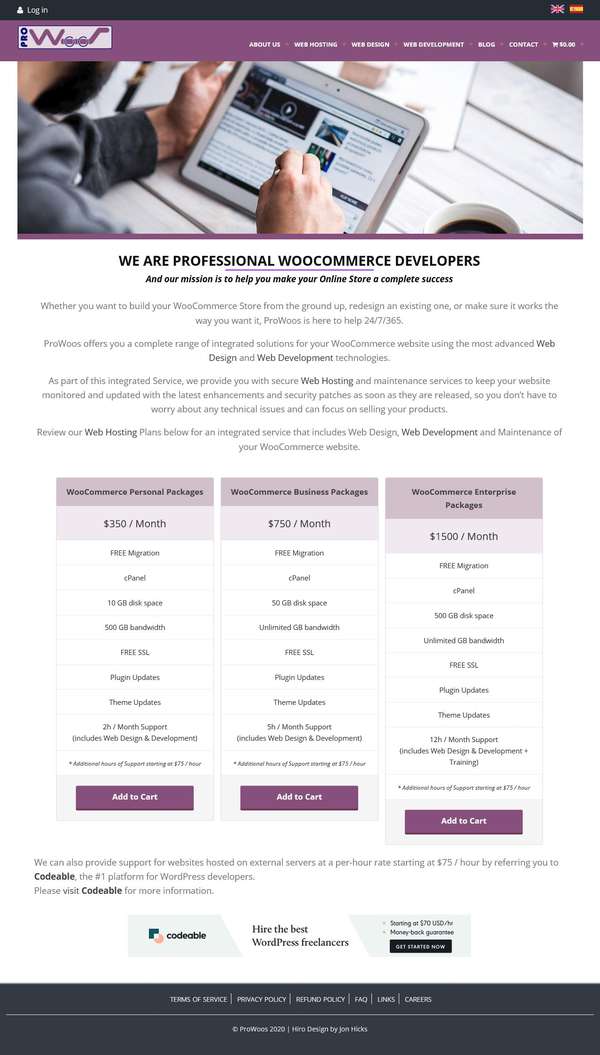 Log in
PRO WooS
ABOUT US
WEB HOSTING
WEB DESIGN
WEB DEVELOPMENT
BLOG
CONTACT
$0.00
WE ARE PROFESSIONAL WOOCOMMERCE DEVELOPERS
And our mission is to help you make your Online Store a complete success
Whether you want to build your WooCommerce Store from the ground up, redesign an existing one, or make sure it works the
way you want it, ProWoos is here to help 24/7/365.
ProWoos offers you a complete range of integrated solutions for your WooCommerce website using the most advanced Web
Design and Web Development technologies.
As part of this integrated Service, we provide you with secure Web Hosting and maintenance services to keep your website
monitored and updated with the latest enhancements and security patches as soon as they are released, so you don't have to
worry about any technical issues and can focus on selling your products.
Review our Web Hosting Plans below for an integrated service that includes Web Design, Web Development and Maintenance of
your WooCommerce website.
WooCommerce Personal Packages
$350 / Month
FREE Migration
cPanel
10 GB disk space
500 GB bandwidth
FREE SSL
Plugin Updates
Theme Updates
2h / Month Support
(includes Web Design & Development)
* Additional hours of Support starting at $75 / hour
Add to Cart
WooCommerce Business Packages
$750 / Month
FREE Migration
cPanel
50 GB disk space
Unlimited GB bandwidth
FREE SSL
Plugin Updates
Theme Updates
5h / Month Support
(includes Web Design & Development)
* Additional hours of Support starting at $75 / hour
Add to Cart
WooCommerce Enterprise
Packages
$1500 / Month
FREE Migration
cPanel
500 GB disk space
Unlimited GB bandwidth
FREE SSL
Plugin Updates
Theme Updates
12h / Month Support
(includes Web Design & Development +
Training)
* Additional hours of Support starting at $75 / hour
Add to Cart
We can also provide support for websites hosted on external servers at a per-hour rate starting at $75 / hour by referring you to
Codeable, the #1 platform for WordPress developers.
Please visit Codeable for more information.
codeable
Hire the best
WordPress freelancers
Starting at $70 USD/hr
Money-back guarantee
GET STARTED NOW
TERMS OF SERVICE
PRIVACY POLICY
REFUND POLICY
FAQ
LINKS
CAREERS
© ProWoos 2020 | Hiro Design by Jon Hicks